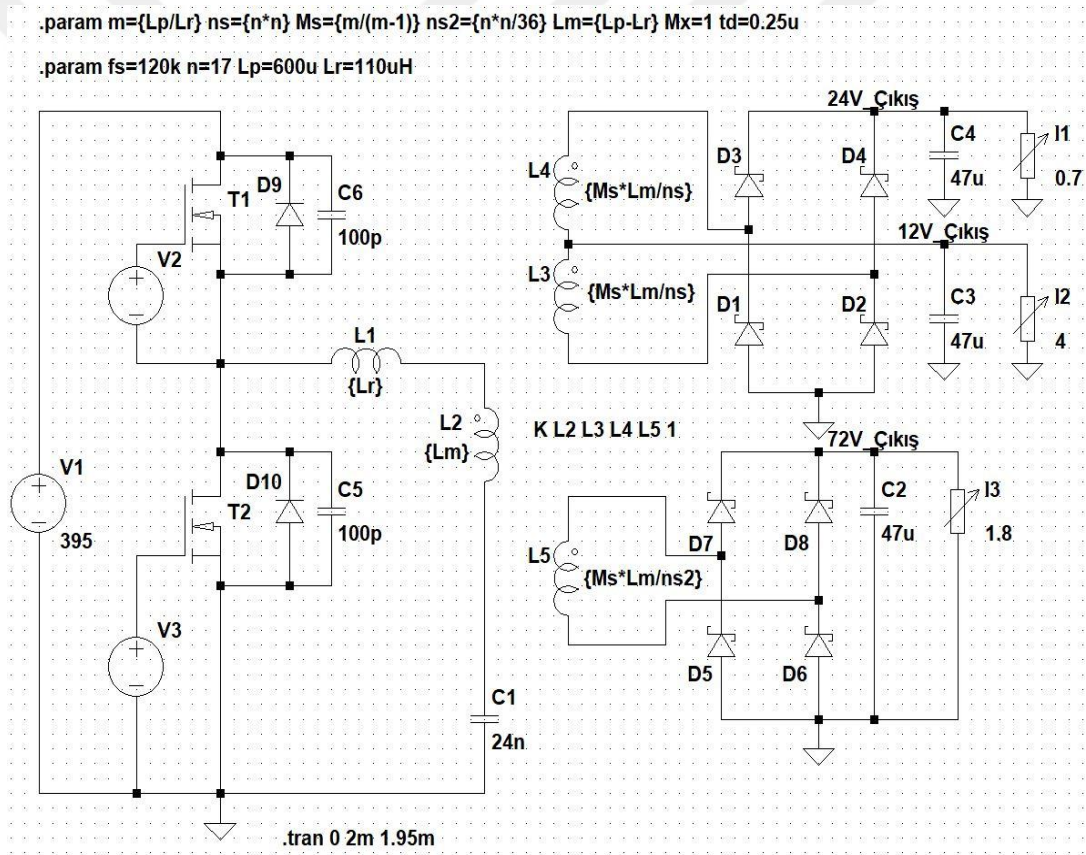 .param m={Lp/Lr} ns={n*n} Ms={m/(m-1)} ns2={n*n/36} Lm={Lp-Lr} Mx=1 td=0.25u
.param fs=120k n=17 Lp=600u Lr=110uH
24V_Çıkış
C4
I1
D3
D4
L4
D9
C6
T1
47u
0.7
{Ms*Lm/ns}
100p
12V_Çıkış
V2
L3
{Ms*Lm/ns}
D1
D2
C3
I2
L1
47u
4
{Lr}
L2
K L2 L3 L4 L5 1
72V_Çıkış
{Lm}
V1
D10
C5
C2
I3
T2
395
100p
D7
D8
47u
1.8
L5
{Ms*Lm/ns2}
V3
D5
D6
C1
24n
.tran 0 2m 1.95m